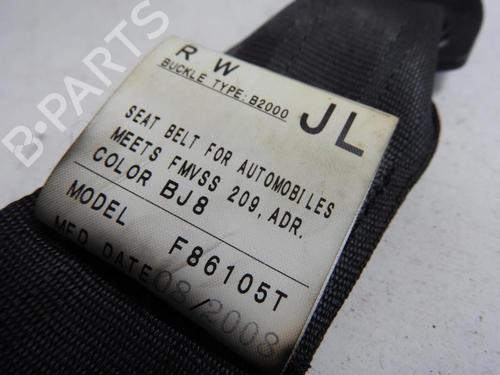 B-PARTS
R W
BUCKLE TYPE: B2000
JL
SEAT BELT FOR AUTOMOBILES
MEETS FMVSS 209, ADR.
COLOR BJ8
MODEL F86105T
MFD DATE 08/2008